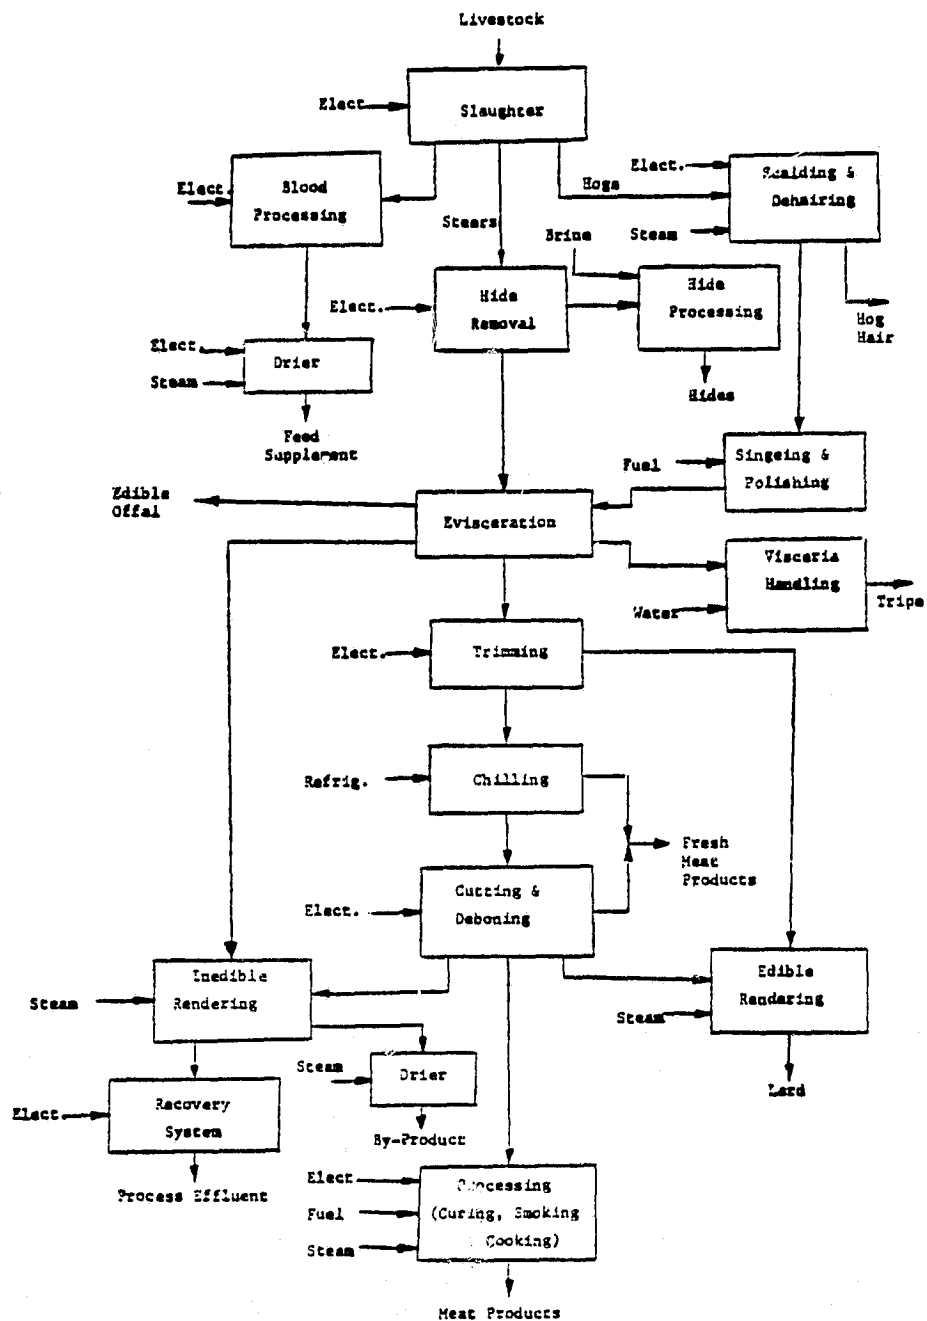 Livestock
Elect.
Slaughter
Elect.
Blood
Processing
Elect.
Hogs
Scalding &
Dehairing
Steam
Steers
Brine
Elect.
Hide
Removal
Hide
Processing
Hog
Hair
Hides
Elect.
Steam
Drier
Feed
Supplement
Fuel
Singeing &
Polishing
Edible
Offal
Evisceration
Visceria
Handling
Water
Tripe
Elect.
Trimming
Refrig.
Chilling
Fresh
Meat
Products
Elect.
Cutting &
Deboning
Steam
Inedible
Rendering
Edible
Rendering
Steam
Lard
Steam
Drier
By-Product
Elect.
Recovery
System
Process Effluent
Elect.
Fuel
Steam
Processing
(Curing, Smoking
Cooking)
Meat Products